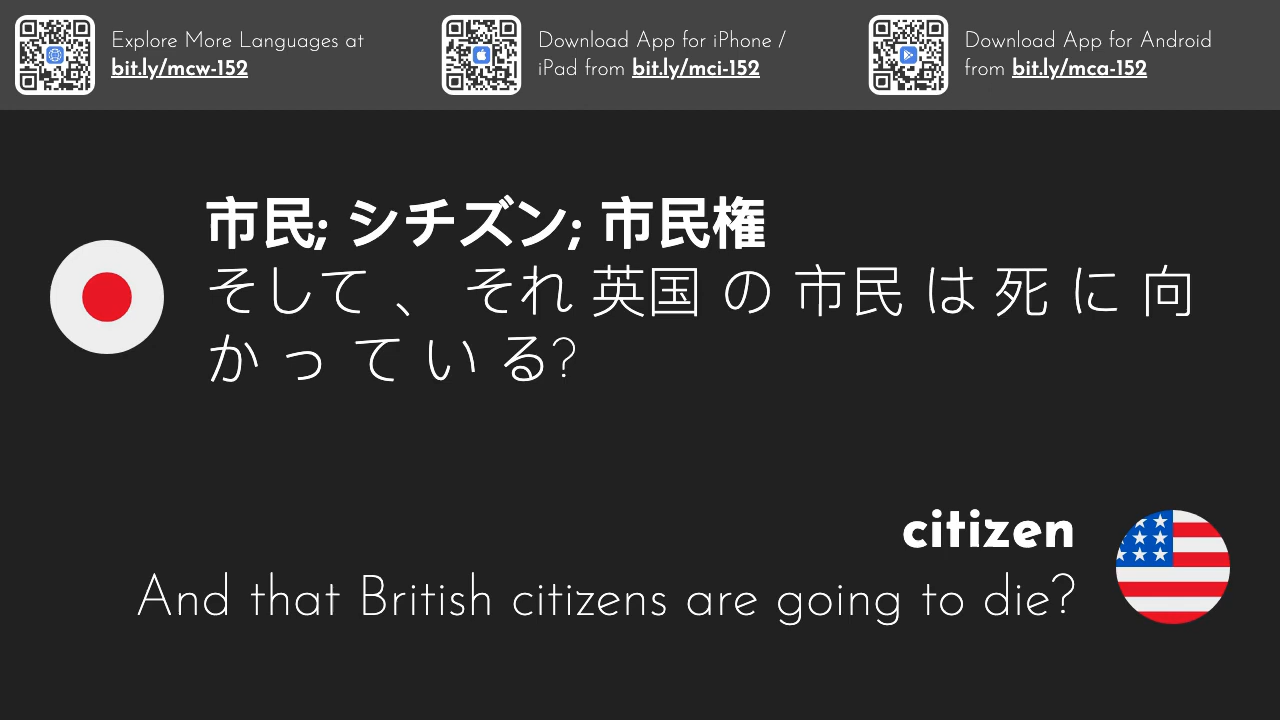 Explore More Languages at
bit.ly/mcw-152
Download App for iPhone /
iPad from bit.ly/mci-152
Download App for Android
from bit.ly/mca-152
市民; シチズン; 市民権
そして 、 それ 英国 の 市民 は 死 に 向
か っ て い る?
citizen
And that British citizens are going to die?